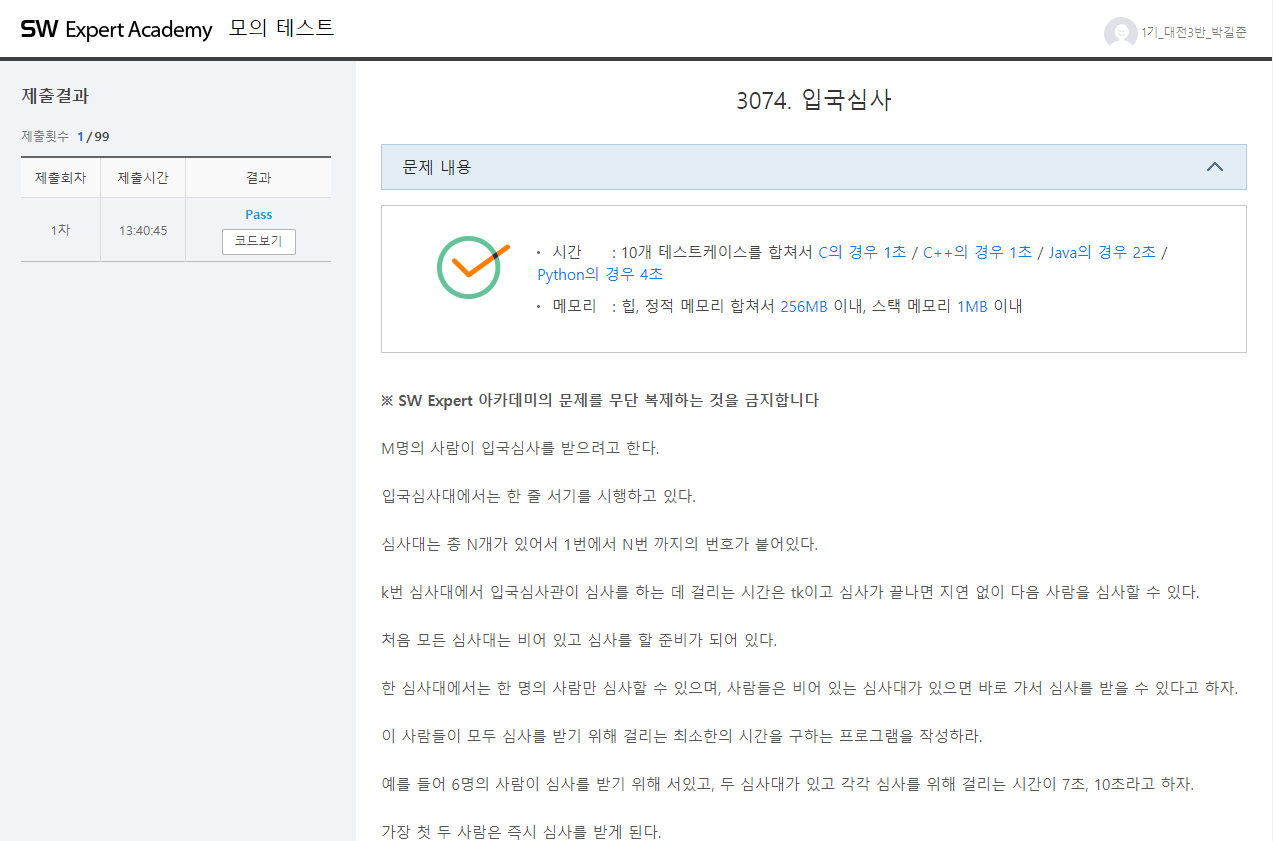 SW Expert Academy 모의 테스트
1기_대전3반_박길준
제출결과
제출횟수 1 / 99
제출회차 제출시간 결과
1차 13:40:45 Pass
코드보기
3074. 입국심사
문제 내용
· 시간 : 10개 테스트케이스를 합쳐서 C의 경우 1초 / C++의 경우 1초 / Java의 경우 2초 /
Python의 경우 4초
· 메모리 : 힙, 정적 메모리 합쳐서 256MB 이내, 스택 메모리 1MB 이내
※ SW Expert 아카데미의 문제를 무단 복제하는 것을 금지합니다
M명의 사람이 입국심사를 받으려고 한다.
입국심사대에서는 한 줄 서기를 시행하고 있다.
심사대는 총 N개가 있어서 1번에서 N번 까지의 번호가 붙어있다.
k번 심사대에서 입국심사관이 심사를 하는 데 걸리는 시간은 tk이고 심사가 끝나면 지연 없이 다음 사람을 심사할 수 있다.
처음 모든 심사대는 비어 있고 심사를 할 준비가 되어 있다.
한 심사대에서는 한 명의 사람만 심사할 수 있으며, 사람들은 비어 있는 심사대가 있으면 바로 가서 심사를 받을 수 있다고 하자.
이 사람들이 모두 심사를 받기 위해 걸리는 최소한의 시간을 구하는 프로그램을 작성하라.
예를 들어 6명의 사람이 심사를 받기 위해 서있고, 두 심사대가 있고 각각 심사를 위해 걸리는 시간이 7초, 10초라고 하자.
가장 첫 두 사람은 즉시 심사를 받게 된다.